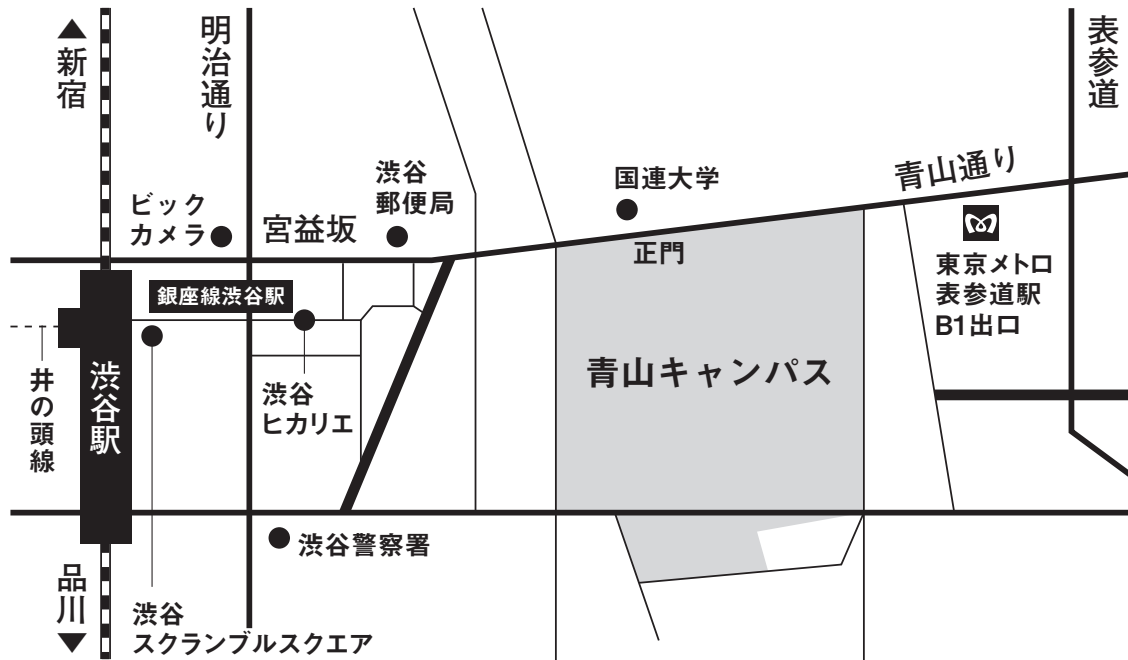 ▲新宿
明治通り
表参道
青山通り
国連大学
渋谷
郵便局
ビック
カメラ
宮益坂
正門
東京メトロ
表参道駅
B1出口
銀座線渋谷駅
青山キャンパス
渋谷駅
井の頭線
渋谷
ヒカリエ
渋谷警察署
品川▼
渋谷
スクランブルスクエア